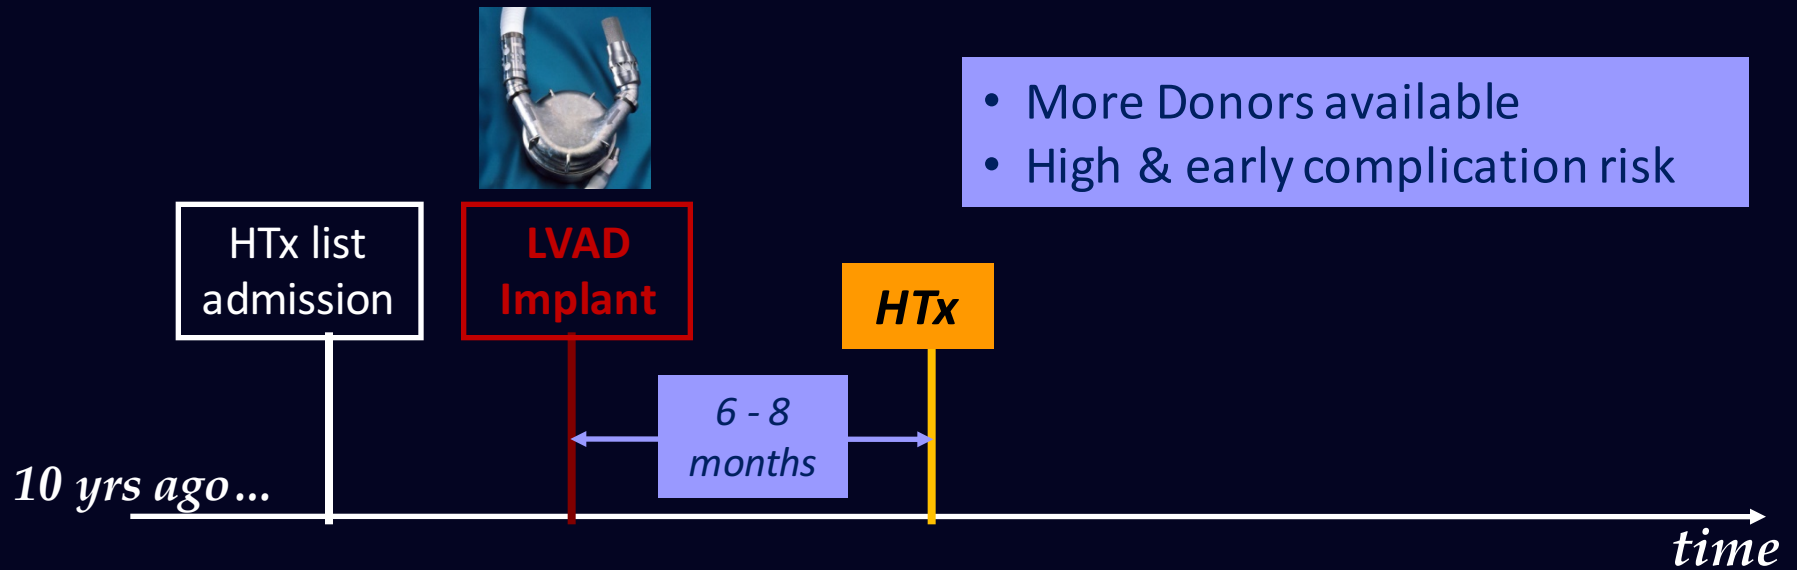 • More Donors available
• High & early complication risk
HTx list
admission
LVAD
Implant
HTx
6 - 8
months
10 yrs ago...
time